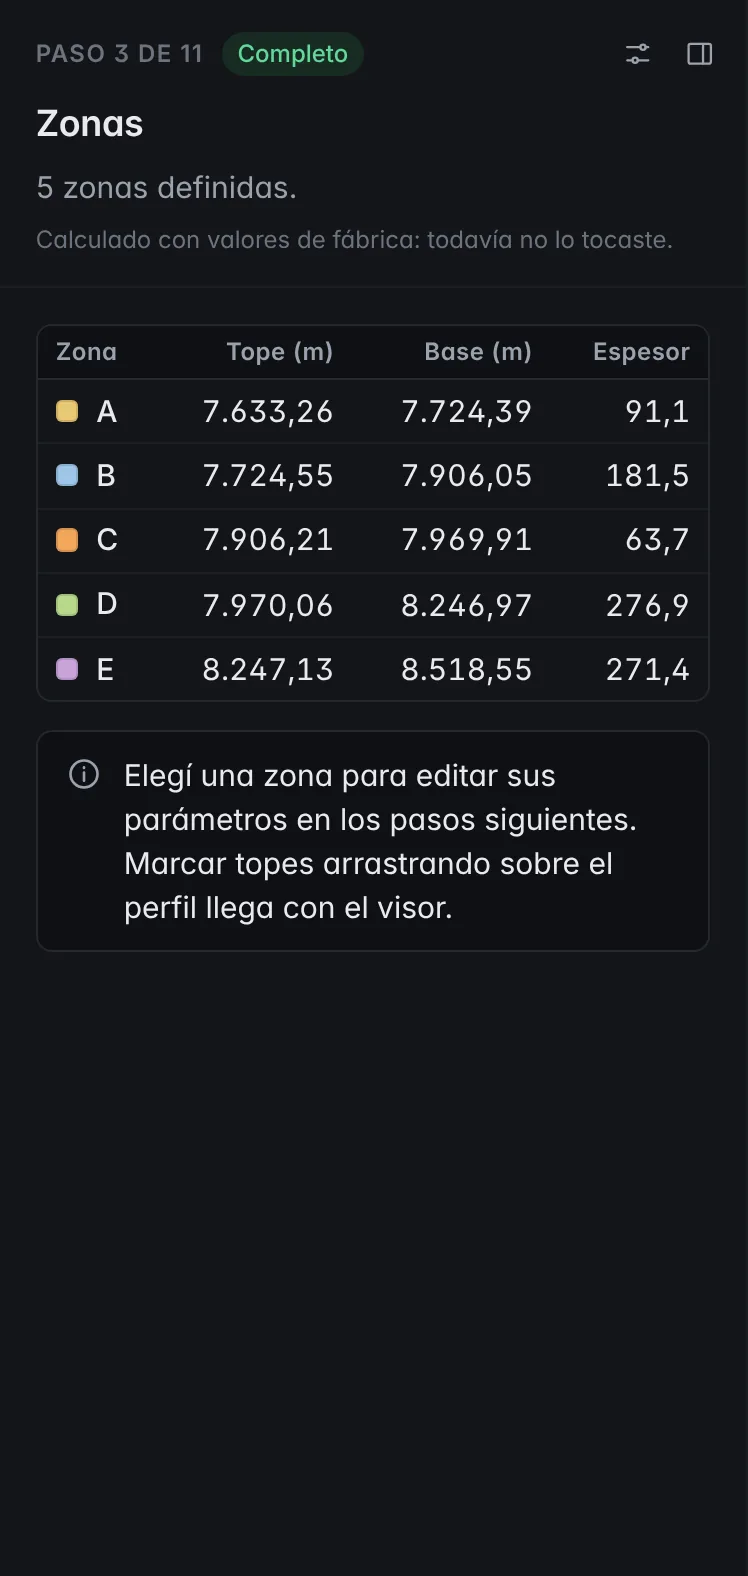 PASO 3 DE 11 Completo
Zonas
5 zonas definidas.
Calculado con valores de fábrica: todavía no lo tocaste.
Zona Tope (m) Base (m) Espesor
A 7.633,26 7.724,39 91,1
B 7.724,55 7.906,05 181,5
C 7.906,21 7.969,91 63,7
D 7.970,06 8.246,97 276,9
E 8.247,13 8.518,55 271,4
Elegí una zona para editar sus
parámetros en los pasos siguientes.
Marcar topes arrastrando sobre el
perfil llega con el visor.